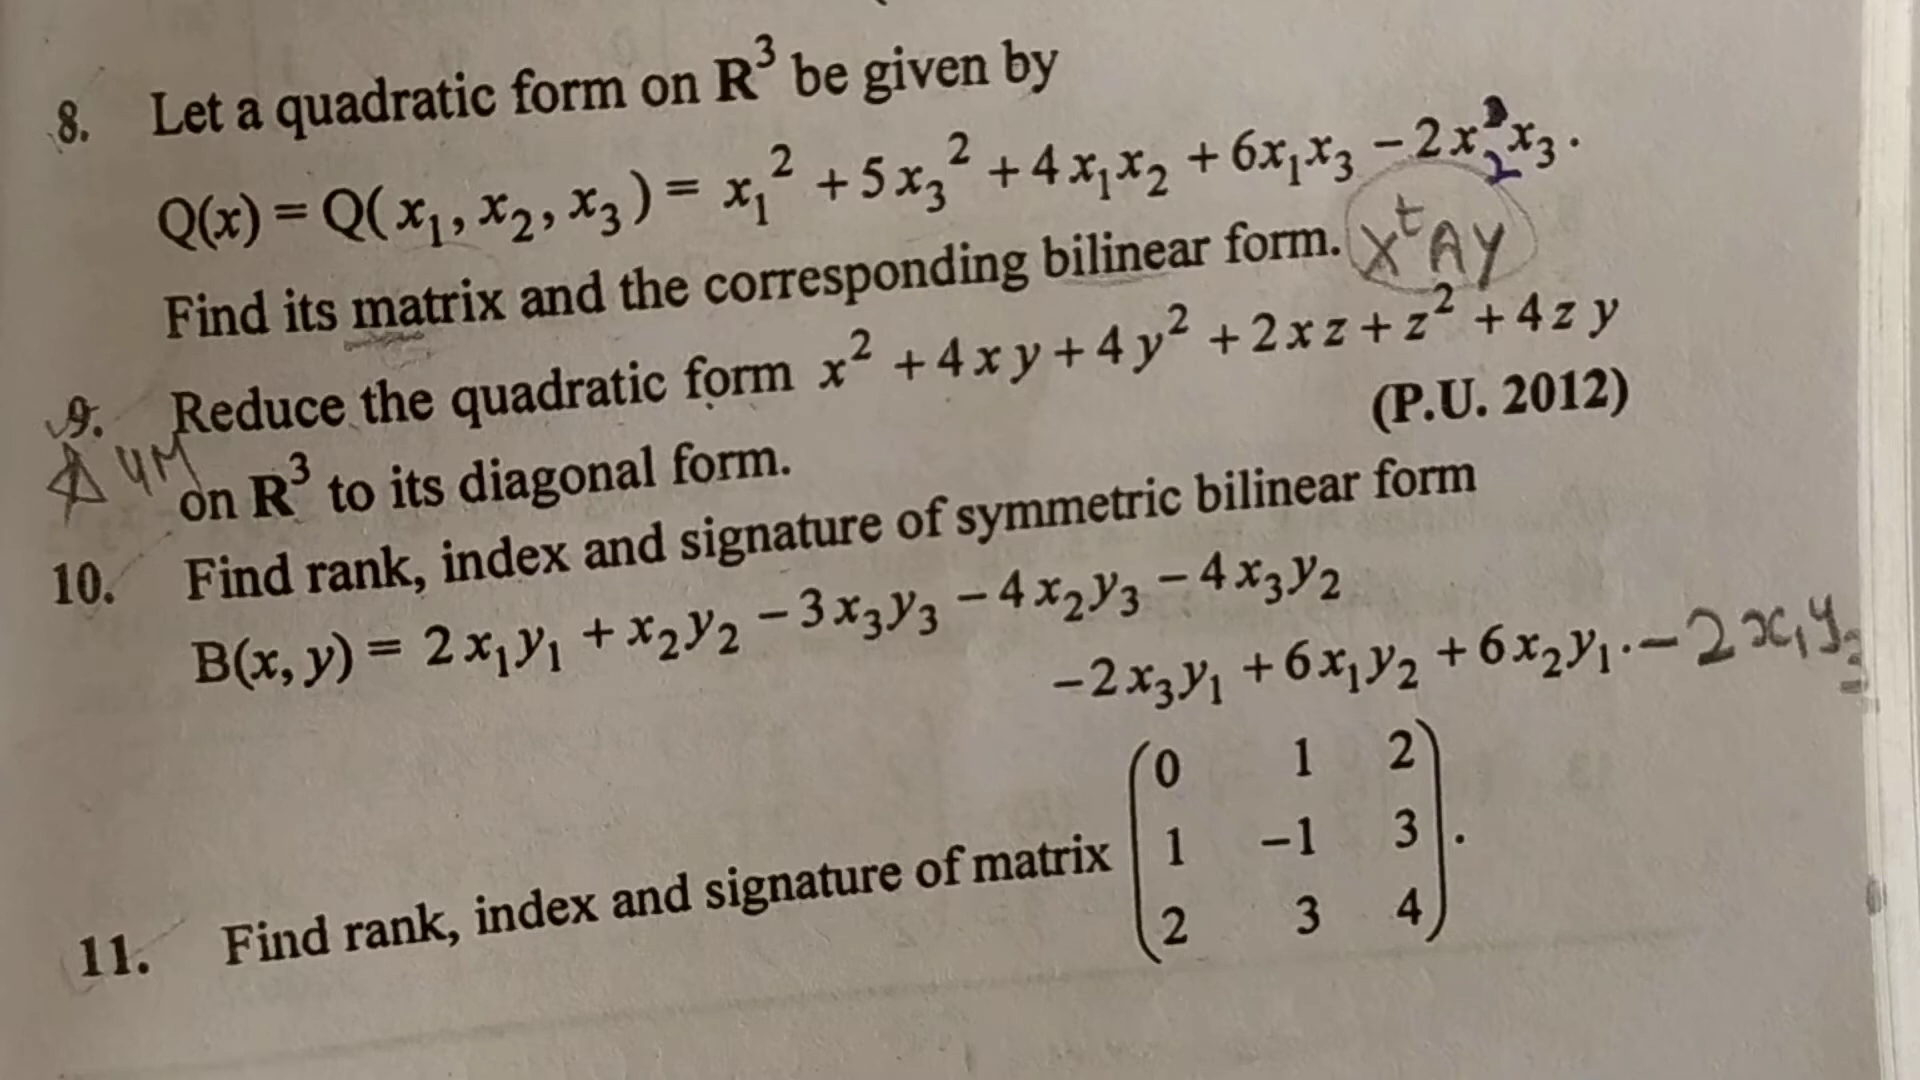 8. Let a quadratic form on R³ be given by
Q(x) = Q(x₁, x₂, x₃) = x₁² + 5x₃² + 4x₁x₂ + 6x₁x₃ − 2x₂x₃.
Find its matrix and the corresponding bilinear form. XᵗAY
9. Reduce the quadratic form x² + 4xy + 4y² + 2xz + z² + 4zy
(P.U. 2012)
4M
on R³ to its diagonal form.
10. Find rank, index and signature of symmetric bilinear form
B(x, y) = 2x₁y₁ + x₂y₂ − 3x₃y₃ − 4x₂y₃ − 4x₃y₂
−2x₃y₁ + 6x₁y₂ + 6x₂y₁. −2x₁y₃
11. Find rank, index and signature of matrix
0 1 2
1 −1 3
2 3 4
.